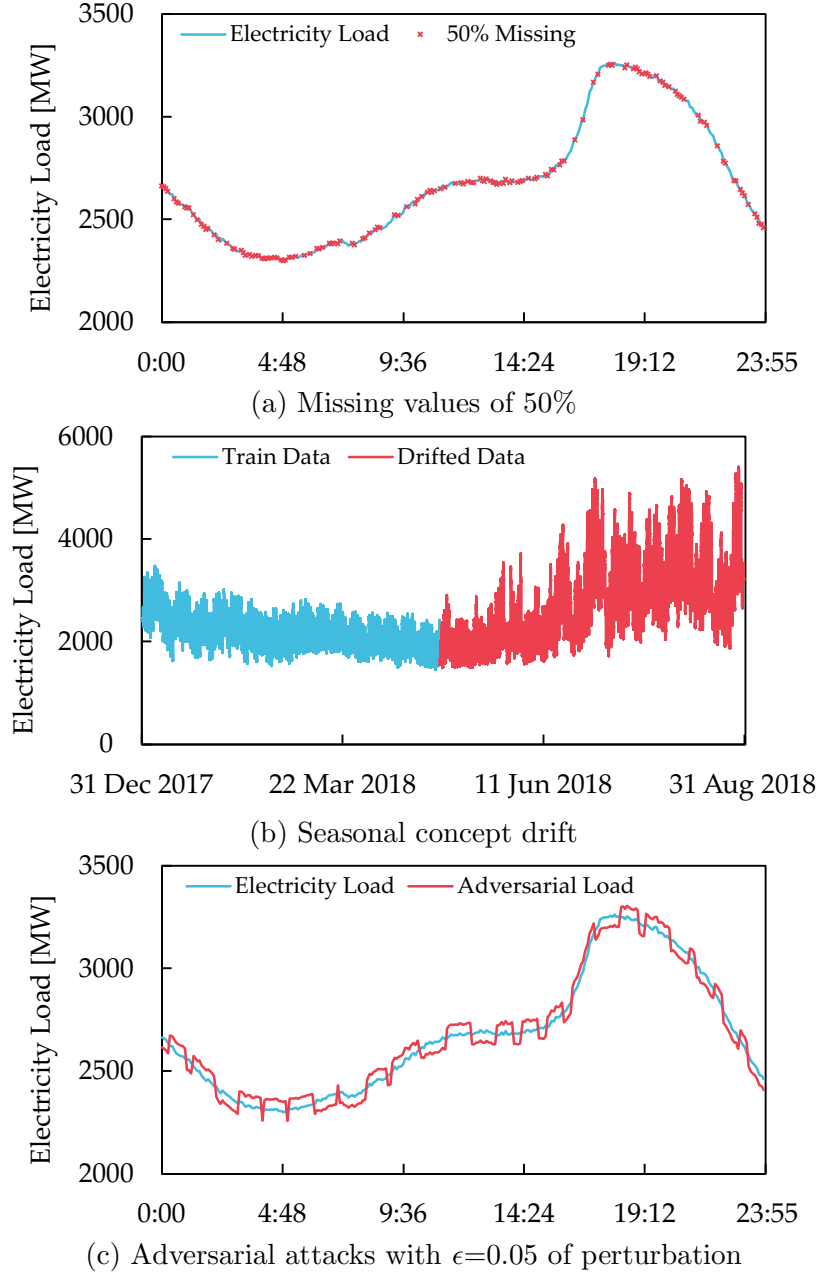 3500
Electricity Load 50% Missing
3000
2500
2000
Electricity Load [MW]
0:00 4:48 9:36 14:24 19:12 23:55
(a) Missing values of 50%
6000
Train Data Drifted Data
4000
2000
0
Electricity Load [MW]
31 Dec 2017 22 Mar 2018 11 Jun 2018 31 Aug 2018
(b) Seasonal concept drift
3500
Electricity Load Adversarial Load
3000
2500
2000
Electricity Load [MW]
0:00 4:48 9:36 14:24 19:12 23:55
(c) Adversarial attacks with ϵ=0.05 of perturbation